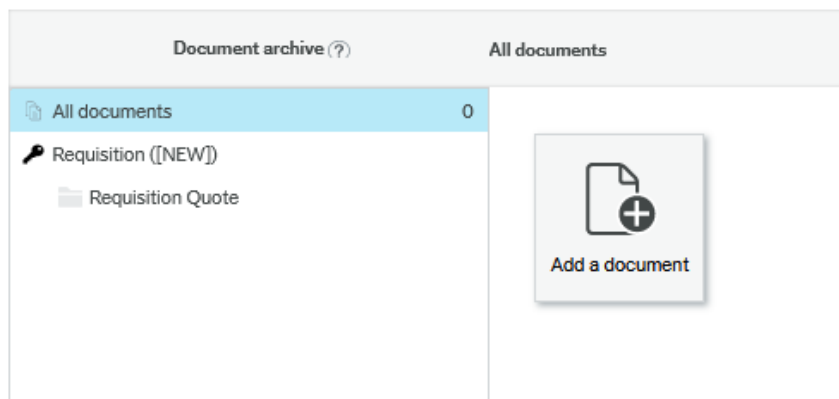 Document archive (?)
All documents
All documents 0
Requisition ([NEW])
Requisition Quote
Add a document